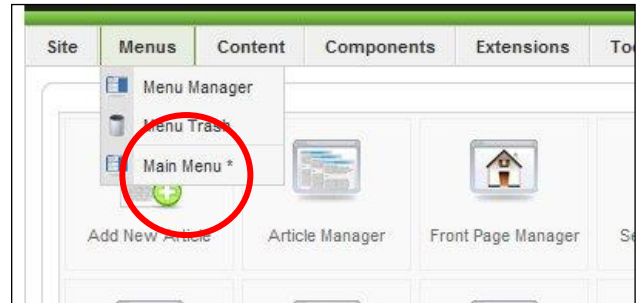 Site Menus Content Components Extensions
Menu Manager
Menu Trash
Main Menu *
Add New Article Article Manager Front Page Manager